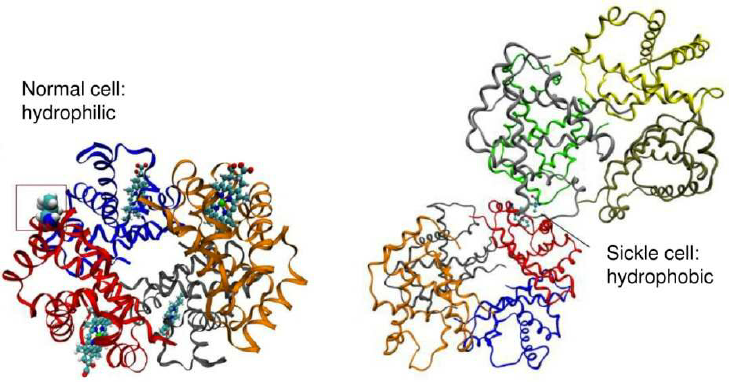 Normal cell:
hydrophilic
Sickle cell:
hydrophobic